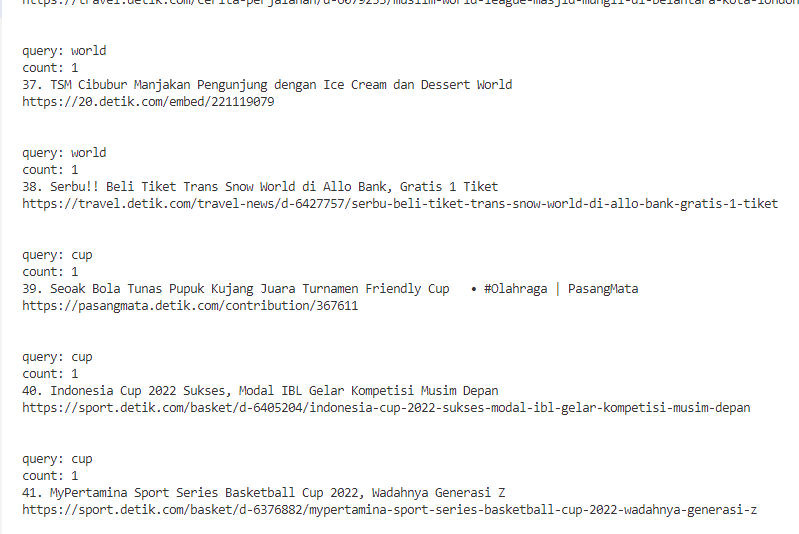 https://travel.detik.com/cerita-perjalanan/d-6079255/muslim-world-league-masjid-mungil-di-belantara-kota-london
query: world
count: 1
37. TSM Cibubur Manjakan Pengunjung dengan Ice Cream dan Dessert World
https://20.detik.com/embed/221119079
query: world
count: 1
38. Serbu!! Beli Tiket Trans Snow World di Allo Bank, Gratis 1 Tiket
https://travel.detik.com/travel-news/d-6427757/serbu-beli-tiket-trans-snow-world-di-allo-bank-gratis-1-tiket
query: cup
count: 1
39. Seoak Bola Tunas Pupuk Kujang Juara Turnamen Friendly Cup • #Olahraga | PasangMata
https://pasangmata.detik.com/contribution/367611
query: cup
count: 1
40. Indonesia Cup 2022 Sukses, Modal IBL Gelar Kompetisi Musim Depan
https://sport.detik.com/basket/d-6405204/indonesia-cup-2022-sukses-modal-ibl-gelar-kompetisi-musim-depan
query: cup
count: 1
41. MyPertamina Sport Series Basketball Cup 2022, Wadahnya Generasi Z
https://sport.detik.com/basket/d-6376882/mypertamina-sport-series-basketball-cup-2022-wadahnya-generasi-z